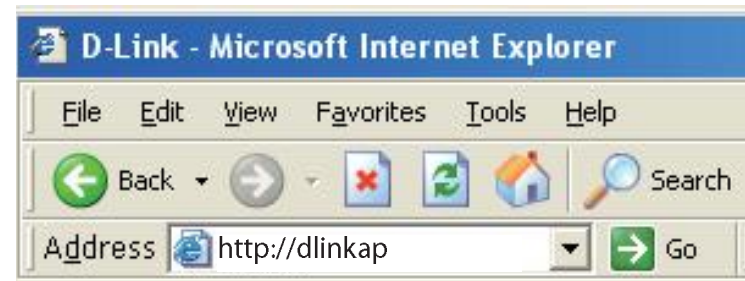 D-Link - Microsoft Internet Explorer
File Edit View Favorites Tools Help
Back Search
Address http://dlinkap Go